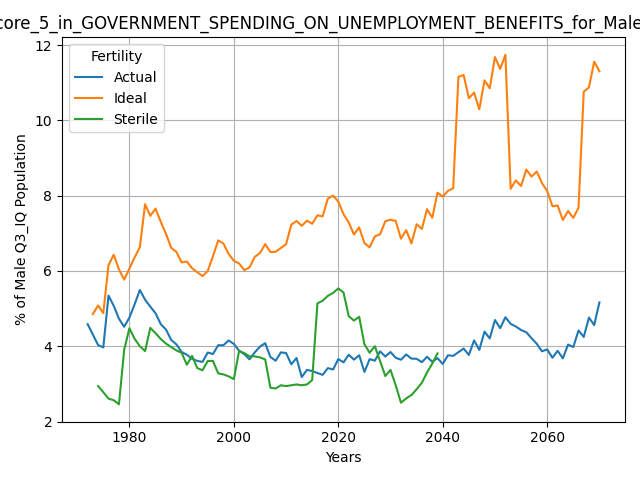 core_5_in_GOVERNMENT_SPENDING_ON_UNEMPLOYMENT_BENEFITS_for_Male
12
10
8
6
4
2
% of Male Q3_IQ Population
Fertility
Actual
Ideal
Sterile
1980
2000
2020
2040
2060
Years